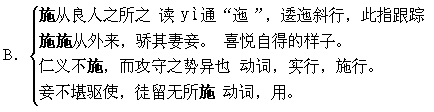 B.
施从良人之所之 读 yì通“迤”，逶迤斜行，此指跟踪
施施从外来，骄其妻妾。 喜悦自得的样子。
仁义不施，而攻守之势异也 动词，实行，施行。
妾不堪驱使，徒留无所施 动词，用。